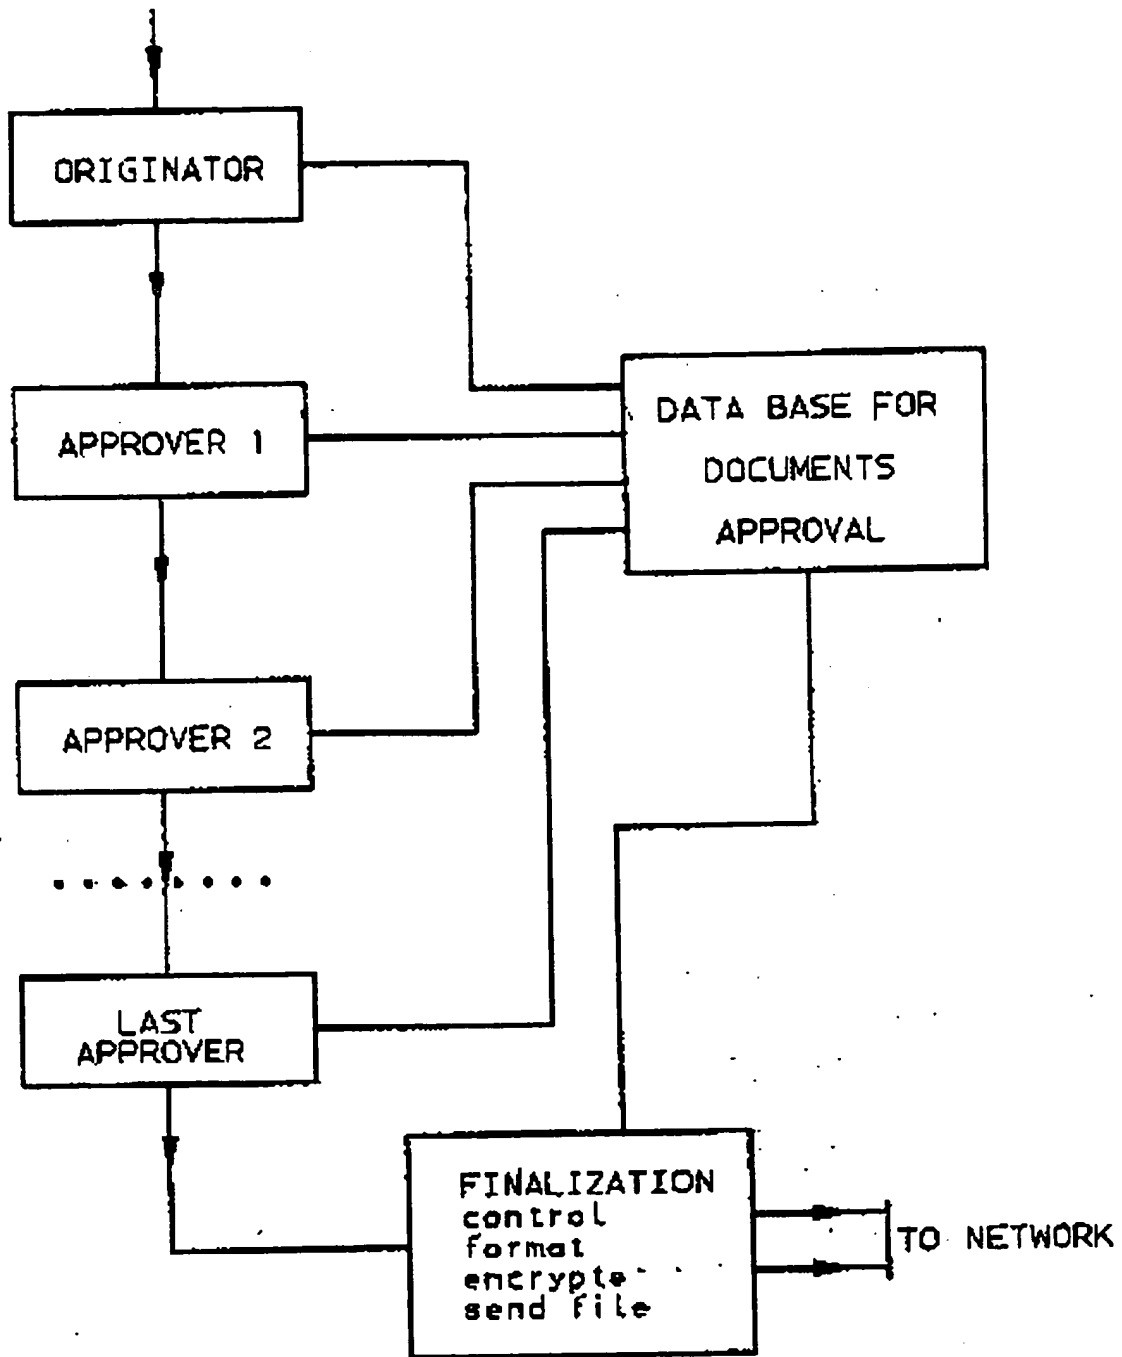 ORIGINATOR
APPROVER 1
DATA BASE FOR
DOCUMENTS
APPROVAL
APPROVER 2
LAST
APPROVER
FINALIZATION
control
format
encrypte
send file
TO NETWORK